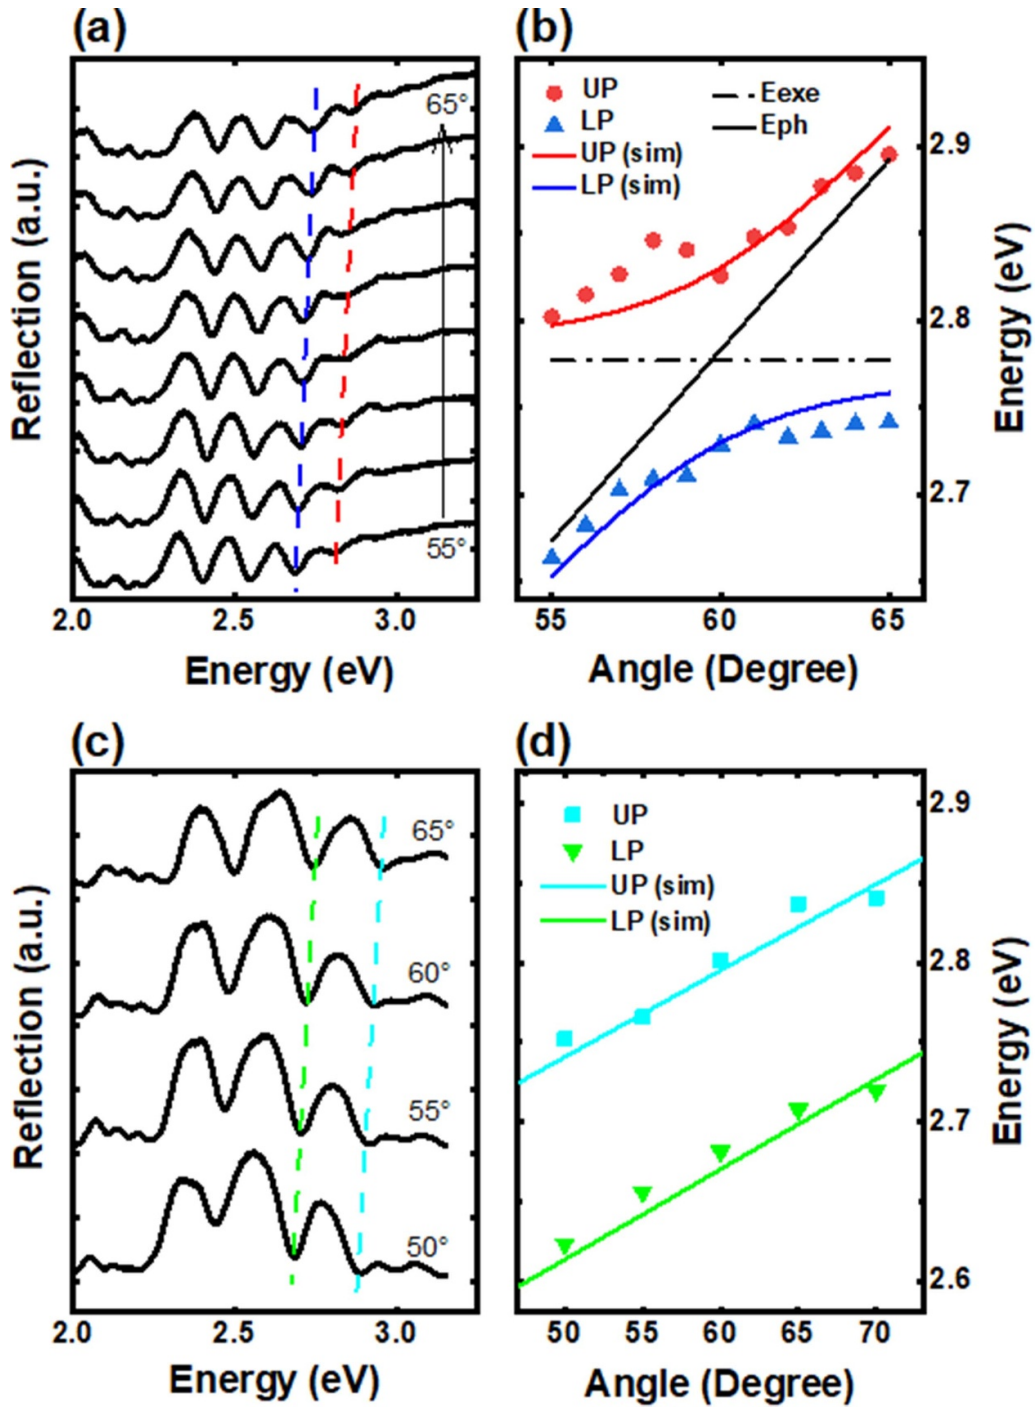 (a)
Reflection (a.u.)
65°
55°
2.0 2.5 3.0
Energy (eV)
(b)
UP
LP
UP (sim)
LP (sim)
Eexe
Eph
2.9
2.8
2.7
Energy (eV)
55 60 65
Angle (Degree)
(c)
Reflection (a.u.)
65°
60°
55°
50°
2.0 2.5 3.0
Energy (eV)
(d)
UP
LP
UP (sim)
LP (sim)
2.9
2.8
2.7
2.6
Energy (eV)
50 55 60 65 70
Angle (Degree)